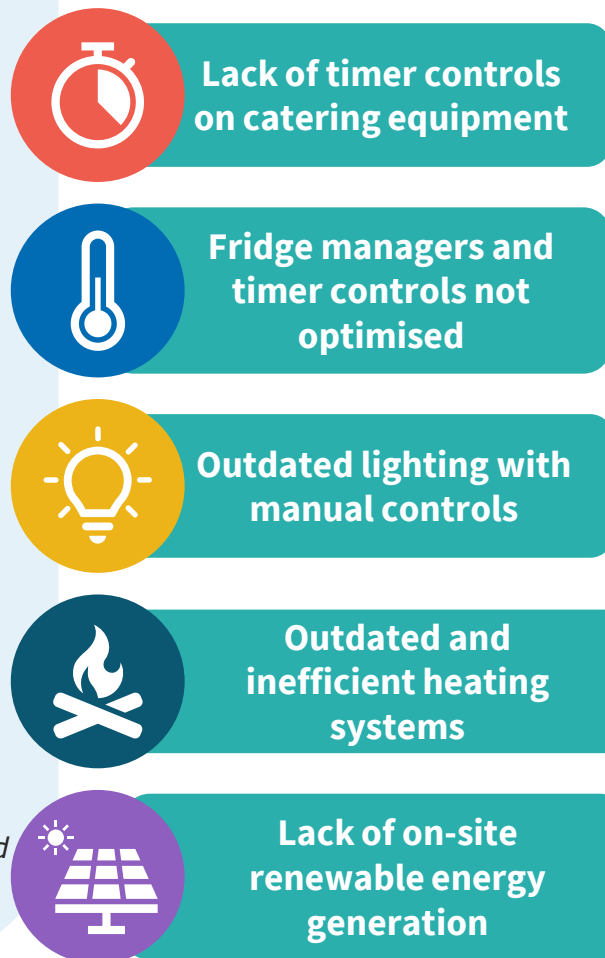 Lack of timer controls
on catering equipment
Fridge managers and
timer controls not
optimised
Outdated lighting with
manual controls
Outdated and
inefficient heating
systems
Lack of on-site
renewable energy
generation